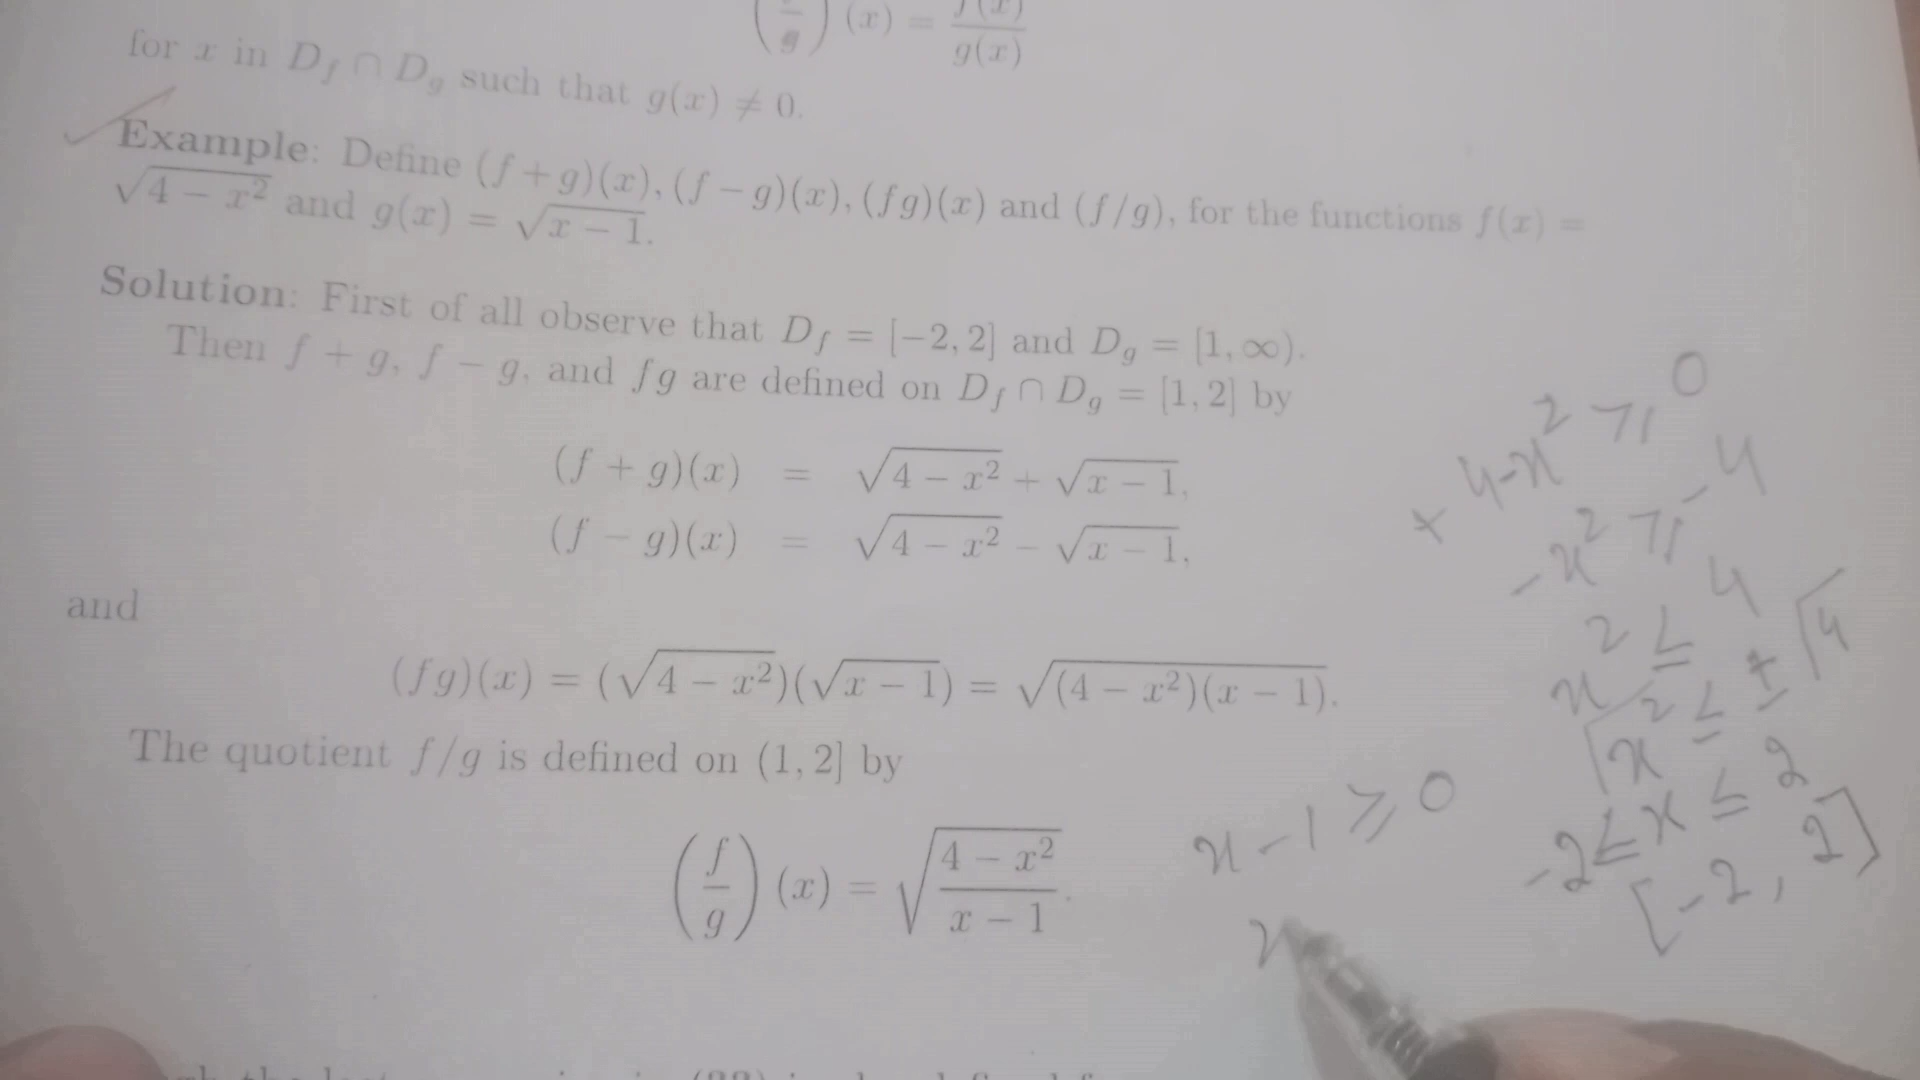 (f/g)(x) = f(x)/g(x)
for x in D_f ∩ D_g such that g(x) ≠ 0.
Example: Define (f+g)(x), (f−g)(x), (fg)(x) and (f/g), for the functions f(x) =
√(4 − x²) and g(x) = √(x − 1).
Solution: First of all observe that D_f = [−2, 2] and D_g = [1, ∞).
Then f + g, f − g, and fg are defined on D_f ∩ D_g = [1, 2] by
(f + g)(x) = √(4 − x²) + √(x − 1),
(f − g)(x) = √(4 − x²) − √(x − 1),
and
(fg)(x) = (√(4 − x²))(√(x − 1)) = √((4 − x²)(x − 1)).
The quotient f/g is defined on (1, 2] by
(f/g)(x) = √((4 − x²)/(x − 1)).
4-x² ≥ 0
-x² ≥ -4
x² ≤ 4
√x² ≤ ± √4
-2 ≤ x ≤ 2
[-2, 2]
x-1 ≥ 0
x